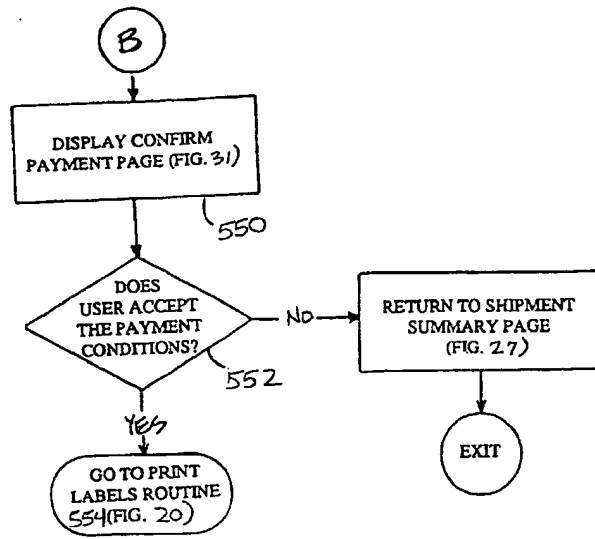 B
DISPLAY CONFIRM
PAYMENT PAGE (FIG. 31)
550
DOES
USER ACCEPT
THE PAYMENT
CONDITIONS?
552
NO
RETURN TO SHIPMENT
SUMMARY PAGE
(FIG. 27)
YES
EXIT
GO TO PRINT
LABELS ROUTINE
554 (FIG. 20)